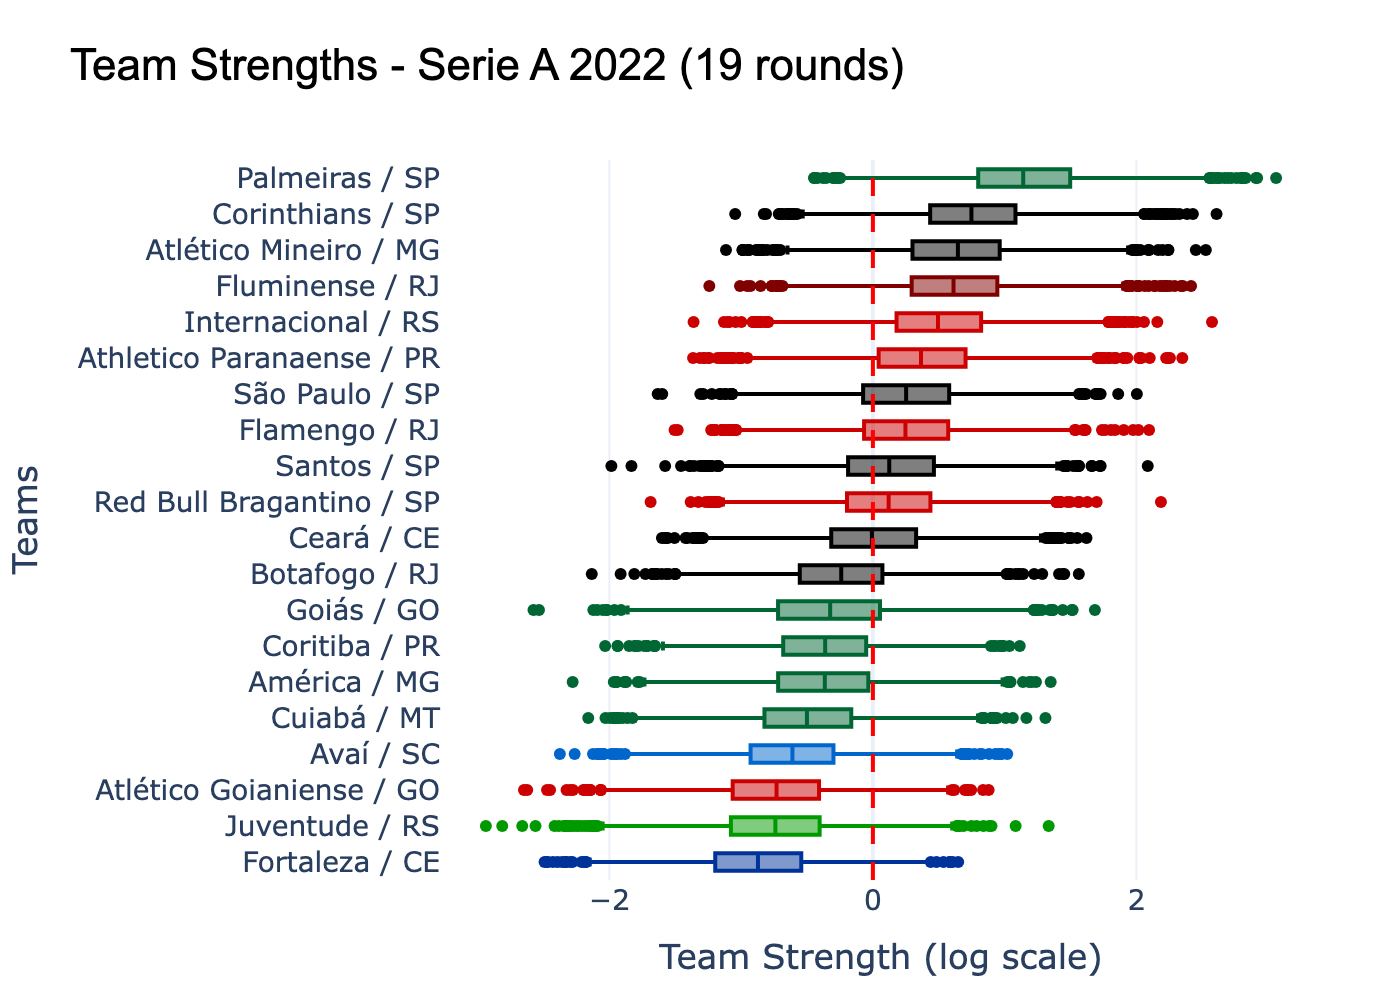 Team Strengths - Serie A 2022 (19 rounds)
Palmeiras / SP
Corinthians / SP
Atlético Mineiro / MG
Fluminense / RJ
Internacional / RS
Athletico Paranaense / PR
São Paulo / SP
Flamengo / RJ
Santos / SP
Red Bull Bragantino / SP
Ceará / CE
Botafogo / RJ
Goiás / GO
Coritiba / PR
América / MG
Cuiabá / MT
Avaí / SC
Atlético Goianiense / GO
Juventude / RS
Fortaleza / CE
Teams
−2 0 2
Team Strength (log scale)